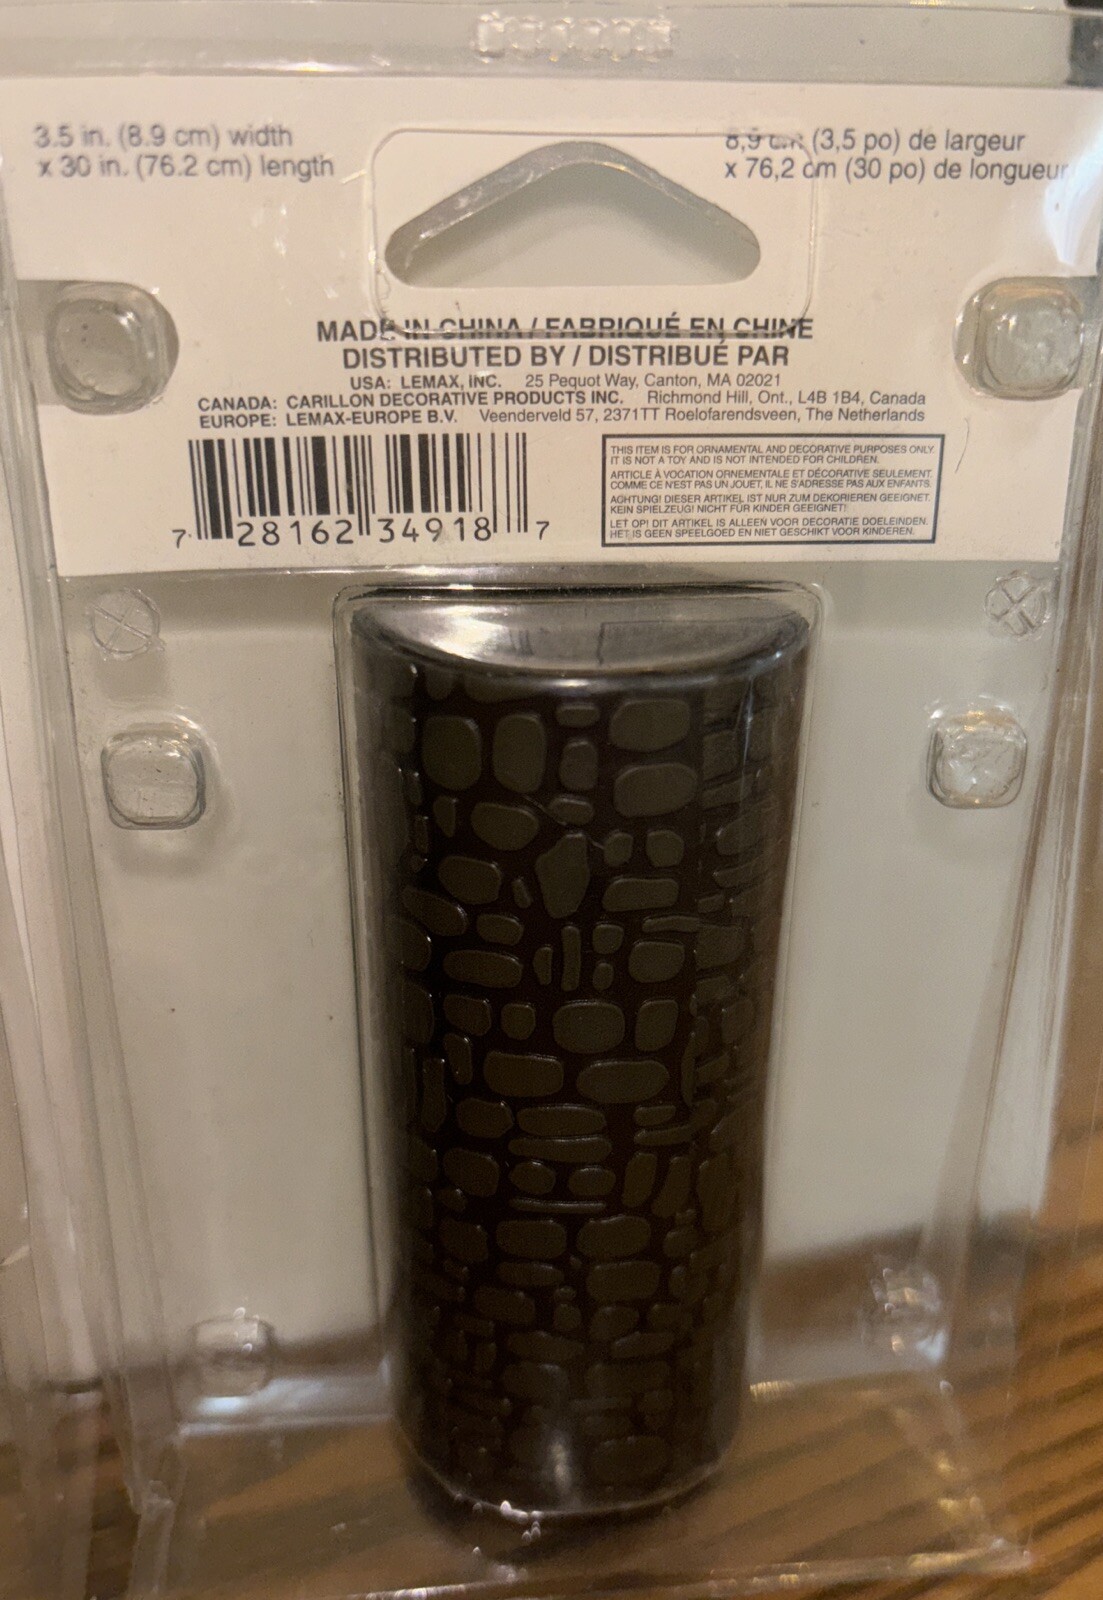 3.5 in. (8.9 cm) width
x 30 in. (76.2 cm) length
8,9 cm (3,5 po) de largeur
x 76,2 cm (30 po) de longueur
MADE IN CHINA / FABRIQUÉ EN CHINE
DISTRIBUTED BY / DISTRIBUÉ PAR
USA: LEMAX, INC. 25 Pequot Way, Canton, MA 02021
CANADA: CARILLON DECORATIVE PRODUCTS INC. Richmond Hill, Ont., L4B 1B4, Canada
EUROPE: LEMAX-EUROPE B.V. Veenderveld 57, 2371TT Roelofarendsveen, The Netherlands
7 28162 34918 7
THIS ITEM IS FOR ORNAMENTAL AND DECORATIVE PURPOSES ONLY.
IT IS NOT A TOY AND IS NOT INTENDED FOR CHILDREN.
ARTICLE À VOCATION ORNEMENTALE ET DÉCORATIVE SEULEMENT.
COMME CE N'EST PAS UN JOUET, IL NE S'ADRESSE PAS AUX ENFANTS.
ACHTUNG! DIESER ARTIKEL IST NUR ZUM DEKORIEREN GEEIGNET.
KEIN SPIELZEUG! NICHT FÜR KINDER GEEIGNET!
LET OP! DIT ARTIKEL IS ALLEEN VOOR DECORATIE DOELEINDEN.
HET IS GEEN SPEELGOED EN NIET GESCHIKT VOOR KINDEREN.